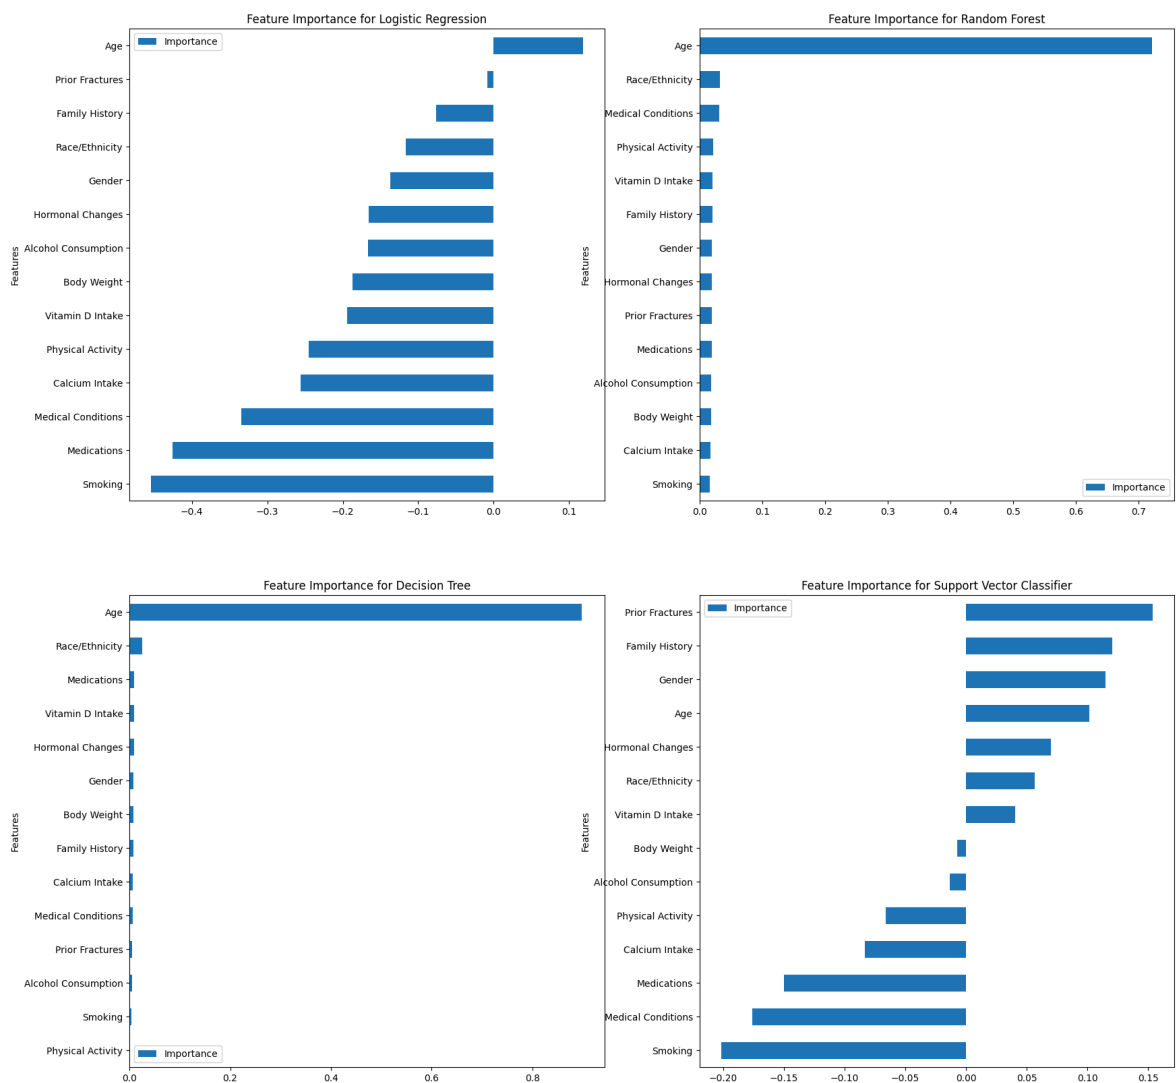 Feature Importance for Logistic Regression
Importance
Features
Age
Prior Fractures
Family History
Race/Ethnicity
Gender
Hormonal Changes
Alcohol Consumption
Body Weight
Vitamin D Intake
Physical Activity
Calcium Intake
Medical Conditions
Medications
Smoking
−0.4 −0.3 −0.2 −0.1 0.0 0.1
Feature Importance for Random Forest
Features
Age
Race/Ethnicity
Medical Conditions
Physical Activity
Vitamin D Intake
Family History
Gender
Hormonal Changes
Prior Fractures
Medications
Alcohol Consumption
Body Weight
Calcium Intake
Smoking
Importance
0.0 0.1 0.2 0.3 0.4 0.5 0.6 0.7
Feature Importance for Decision Tree
Features
Age
Race/Ethnicity
Medications
Vitamin D Intake
Hormonal Changes
Gender
Body Weight
Family History
Calcium Intake
Medical Conditions
Prior Fractures
Alcohol Consumption
Smoking
Physical Activity
Importance
0.0 0.2 0.4 0.6 0.8
Feature Importance for Support Vector Classifier
Importance
Features
Prior Fractures
Family History
Gender
Age
Hormonal Changes
Race/Ethnicity
Vitamin D Intake
Body Weight
Alcohol Consumption
Physical Activity
Calcium Intake
Medications
Medical Conditions
Smoking
−0.20 −0.15 −0.10 −0.05 0.00 0.05 0.10 0.15